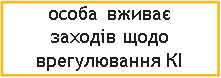 особа вживає
заходів щодо
врегулювання КІ